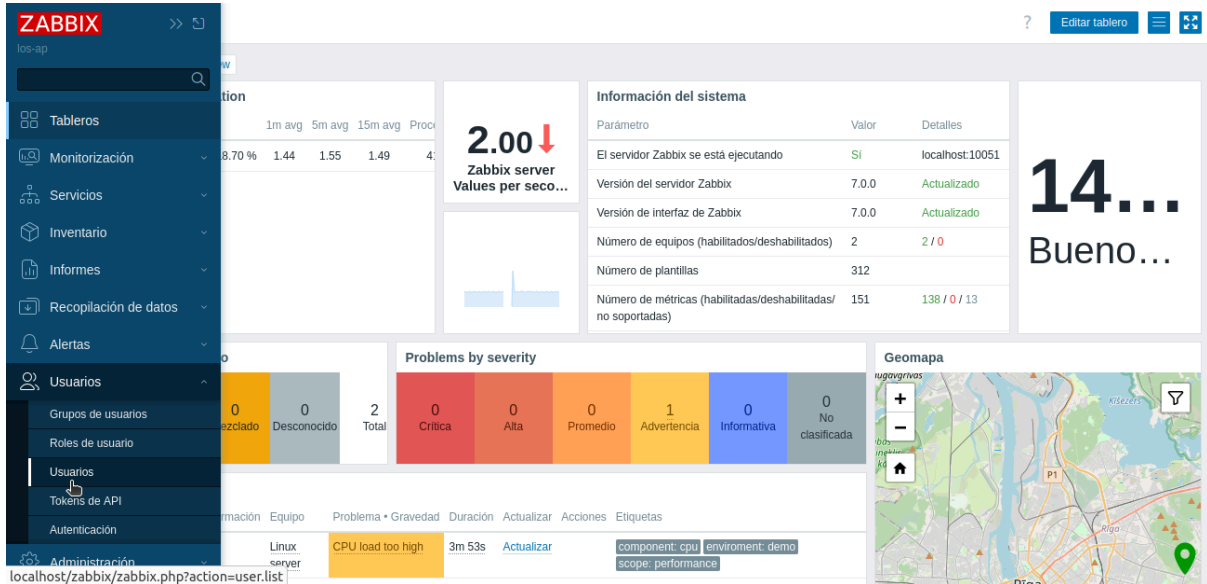 ZABBIX
los-ap
Tableros
Monitorización
Servicios
Inventario
Informes
Recopilación de datos
Alertas
Usuarios
Grupos de usuarios
Roles de usuario
Usuarios
Tokens de API
Autenticación
Administración
localhost/zabbix/zabbix.php?action=user.list
?
Editar tablero
1m avg 5m avg 15m avg
8.70 % 1.44 1.55 1.49
2.00
Zabbix server
Values per seco...
Información del sistema
Parámetro Valor Detalles
El servidor Zabbix se está ejecutando Sí localhost:10051
Versión del servidor Zabbix 7.0.0 Actualizado
Versión de interfaz de Zabbix 7.0.0 Actualizado
Número de equipos (habilitados/deshabilitados) 2 2 / 0
Número de plantillas 312
Número de métricas (habilitadas/deshabilitadas/ 151 138 / 0 / 13
no soportadas)
14...
Bueno...
0 0 2
Desconocido Total
Problems by severity
0 0 0 1 0 0
Crítica Alta Promedio Advertencia Informativa No
clasificada
Geomapa
+
−
Ķīšezers
P1
Rīga
Rīga
Equipo Problema • Gravedad Duración Actualizar Acciones Etiquetas
Linux CPU load too high 3m 53s Actualizar component: cpu enviroment: demo
server scope: performance